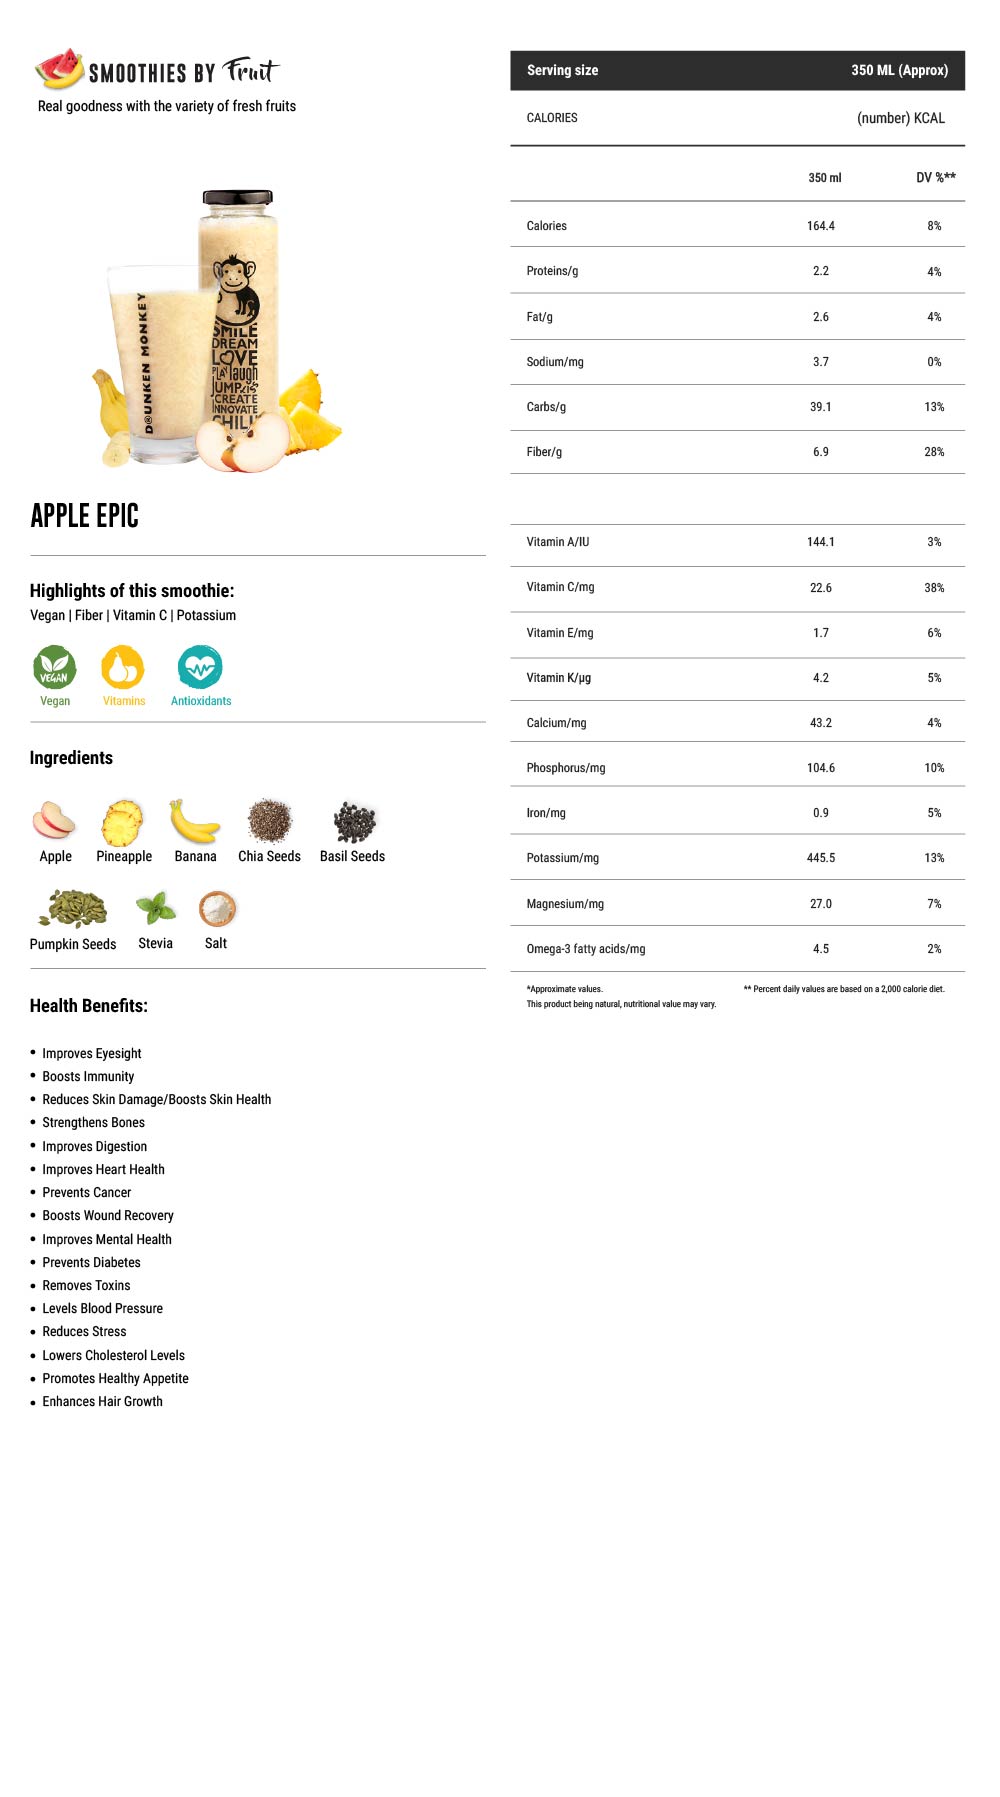 SMOOTHIES BY Fruit
Real goodness with the variety of fresh fruits
DRUNKEN MONKEY
SMILE
DREAM
LOVE
PLAY laugh
JUMP KISS
CREATE
INNOVATE
CHILL
APPLE EPIC
Highlights of this smoothie:
Vegan | Fiber | Vitamin C | Potassium
VEGAN
Vegan Vitamins Antioxidants
Ingredients
Apple Pineapple Banana Chia Seeds Basil Seeds
Pumpkin Seeds Stevia Salt
Health Benefits:
• Improves Eyesight
• Boosts Immunity
• Reduces Skin Damage/Boosts Skin Health
• Strengthens Bones
• Improves Digestion
• Improves Heart Health
• Prevents Cancer
• Boosts Wound Recovery
• Improves Mental Health
• Prevents Diabetes
• Removes Toxins
• Levels Blood Pressure
• Reduces Stress
• Lowers Cholesterol Levels
• Promotes Healthy Appetite
• Enhances Hair Growth
Serving size 350 ML (Approx)
CALORIES (number) KCAL
350 ml DV %**
Calories 164.4 8%
Proteins/g 2.2 4%
Fat/g 2.6 4%
Sodium/mg 3.7 0%
Carbs/g 39.1 13%
Fiber/g 6.9 28%
Vitamin A/IU 144.1 3%
Vitamin C/mg 22.6 38%
Vitamin E/mg 1.7 6%
Vitamin K/µg 4.2 5%
Calcium/mg 43.2 4%
Phosphorus/mg 104.6 10%
Iron/mg 0.9 5%
Potassium/mg 445.5 13%
Magnesium/mg 27.0 7%
Omega-3 fatty acids/mg 4.5 2%
*Approximate values. ** Percent daily values are based on a 2,000 calorie diet.
This product being natural, nutritional value may vary.